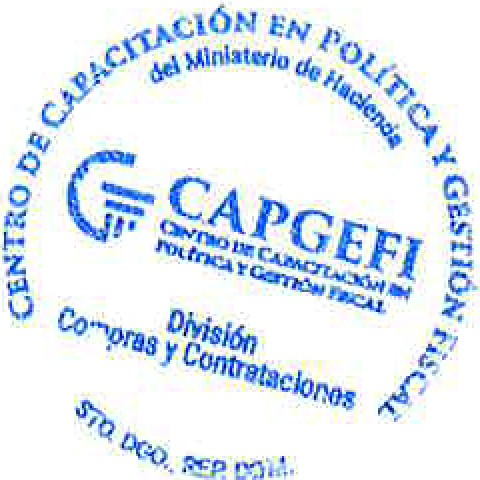 CENTRO DE CAPACITACIÓN EN POLÍTICA Y GESTIÓN FISCAL
del Ministerio de Hacienda
CAPGEFI
CENTRO DE CAPACITACIÓN EN
POLÍTICA Y GESTIÓN FISCAL
División
Compras y Contrataciones
STO. DGO., REP. DOM.